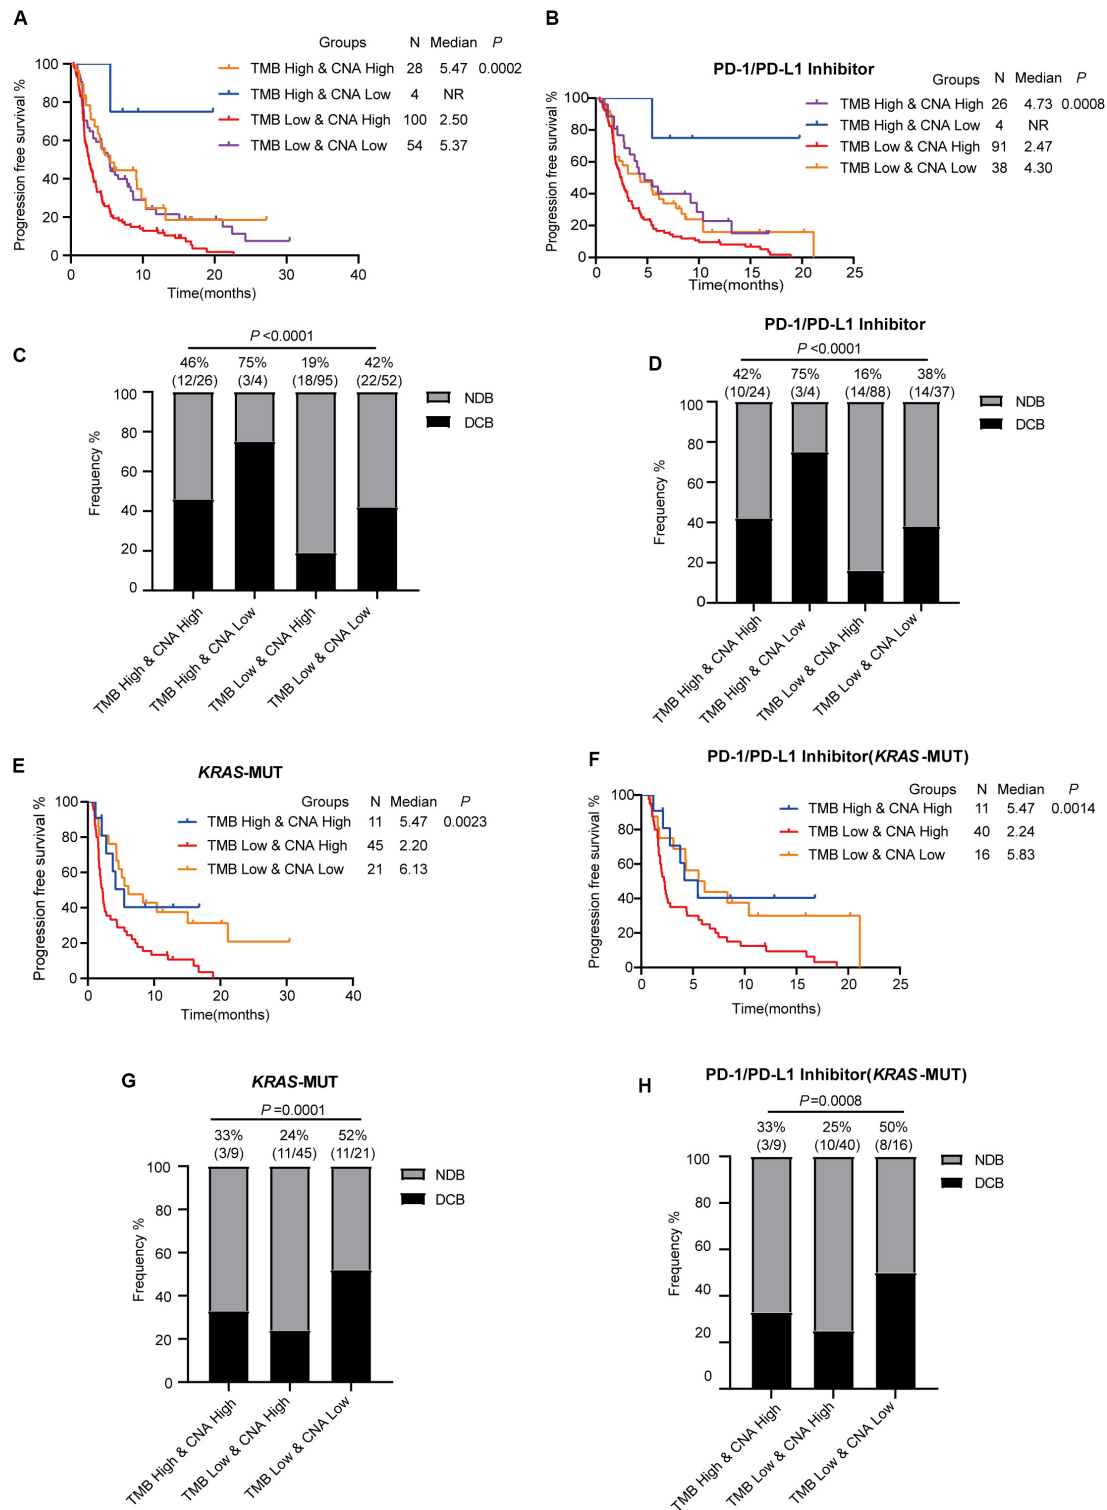 A
Groups N Median P
TMB High & CNA High 28 5.47 0.0002
TMB High & CNA Low 4 NR
TMB Low & CNA High 100 2.50
TMB Low & CNA Low 54 5.37
Progression free survival %
100
80
60
40
20
0
0 10 20 30 40
Time(months)
B
PD-1/PD-L1 Inhibitor
Groups N Median P
TMB High & CNA High 26 4.73 0.0008
TMB High & CNA Low 4 NR
TMB Low & CNA High 91 2.47
TMB Low & CNA Low 38 4.30
Progression free survival %
100
80
60
40
20
0
0 5 10 15 20 25
Time(months)
C
P <0.0001
46% 75% 19% 42%
(12/26) (3/4) (18/95) (22/52)
NDB
DCB
Frequency %
100
80
60
40
20
0
TMB High & CNA High
TMB High & CNA Low
TMB Low & CNA High
TMB Low & CNA Low
D
PD-1/PD-L1 Inhibitor
P <0.0001
42% 75% 16% 38%
(10/24) (3/4) (14/88) (14/37)
NDB
DCB
Frequency %
100
80
60
40
20
0
TMB High & CNA High
TMB High & CNA Low
TMB Low & CNA High
TMB Low & CNA Low
E
KRAS-MUT
Groups N Median P
TMB High & CNA High 11 5.47 0.0023
TMB Low & CNA High 45 2.20
TMB Low & CNA Low 21 6.13
Progression free survival %
100
80
60
40
20
0
0 10 20 30 40
Time(months)
F
PD-1/PD-L1 Inhibitor(KRAS-MUT)
Groups N Median P
TMB High & CNA High 11 5.47 0.0014
TMB Low & CNA High 40 2.24
TMB Low & CNA Low 16 5.83
Progression free survival %
100
80
60
40
20
0
0 5 10 15 20 25
Time(months)
G
KRAS-MUT
P =0.0001
33% 24% 52%
(3/9) (11/45) (11/21)
NDB
DCB
Frequency %
100
80
60
40
20
0
TMB High & CNA High
TMB Low & CNA High
TMB Low & CNA Low
H
PD-1/PD-L1 Inhibitor(KRAS-MUT)
P=0.0008
33% 25% 50%
(3/9) (10/40) (8/16)
NDB
DCB
Frequency %
100
80
60
40
20
0
TMB High & CNA High
TMB Low & CNA High
TMB Low & CNA Low